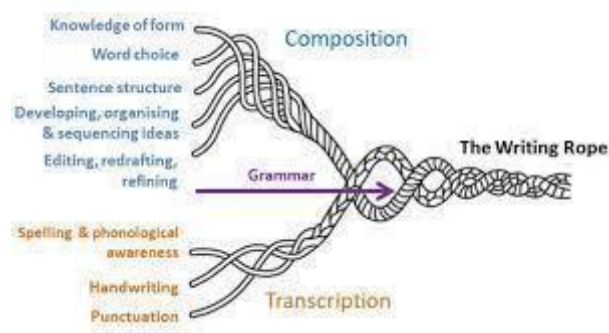 Knowledge of form
Word choice
Sentence structure
Developing, organising
& sequencing ideas
Editing, redrafting,
refining
Composition
Grammar
The Writing Rope
Spelling & phonological
awareness
Handwriting
Punctuation
Transcription